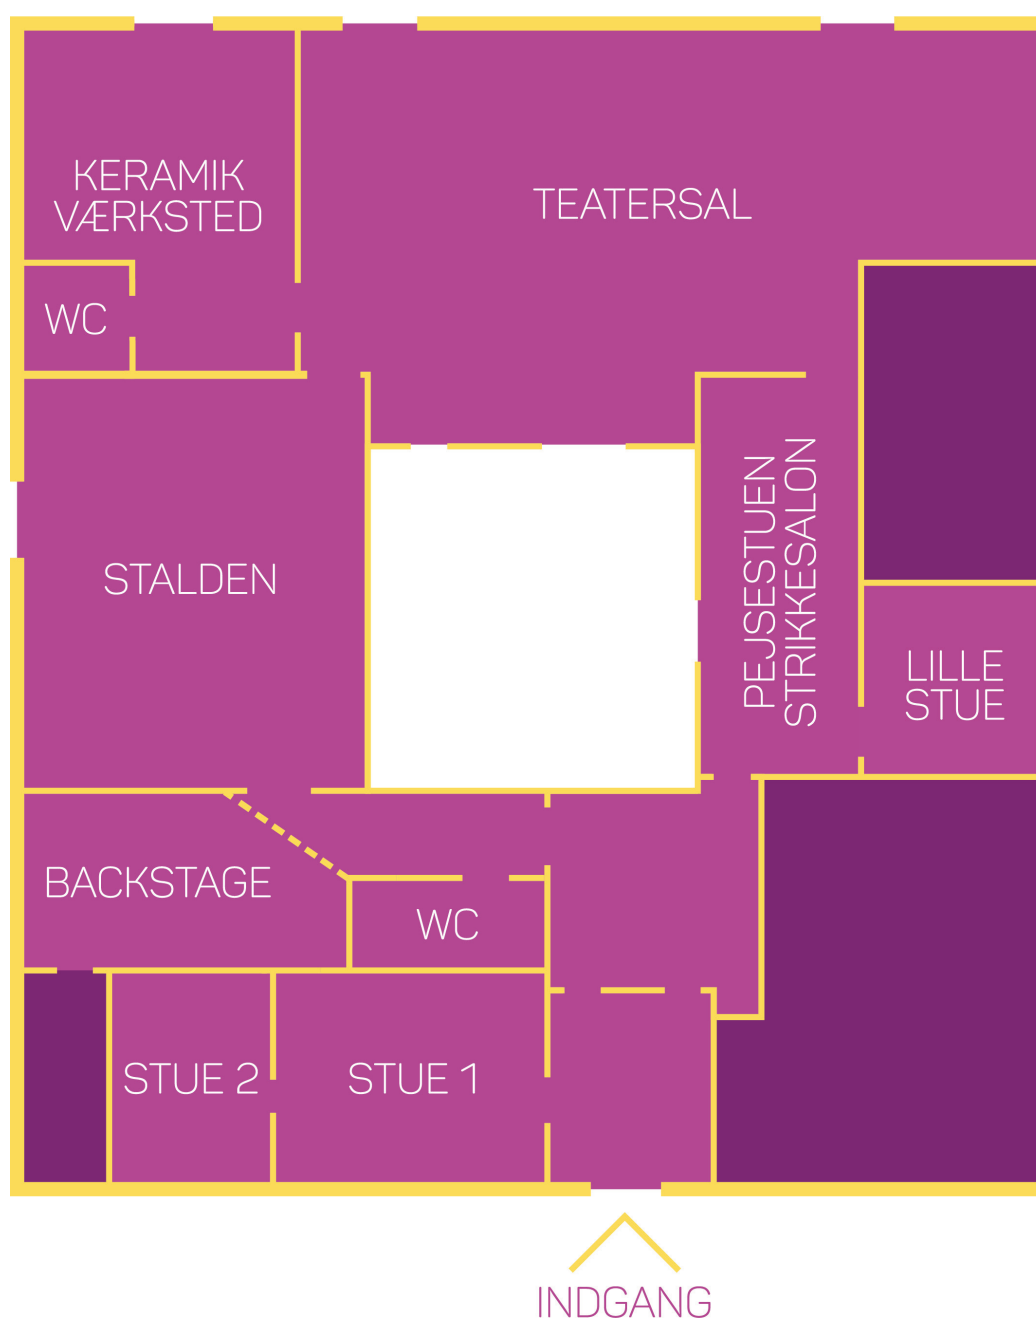 KERAMIK
VÆRKSTED
TEATERSAL
WC
STALDEN
PEJSESTUEN
STRIKKESALON
LILLE
STUE
BACKSTAGE
WC
STUE 2
STUE 1
INDGANG